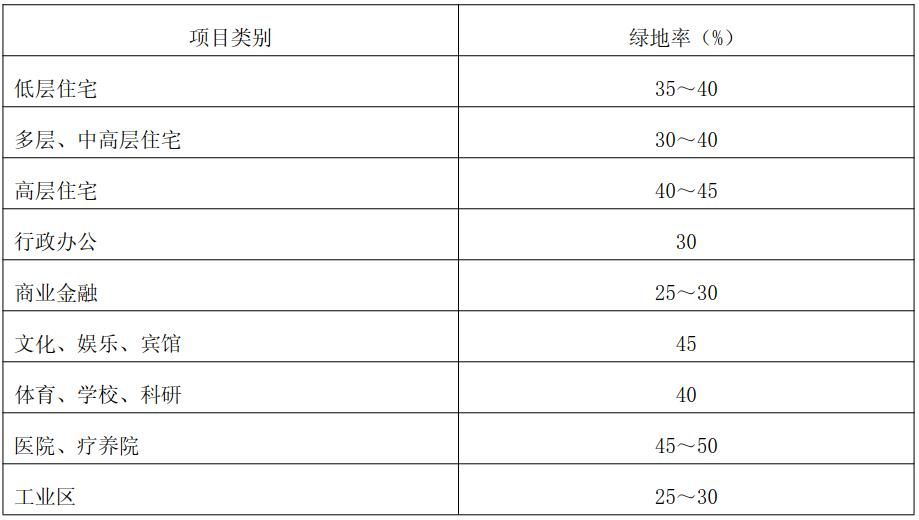 项目类别 绿地率（%）
低层住宅 35～40
多层、中高层住宅 30～40
高层住宅 40～45
行政办公 30
商业金融 25～30
文化、娱乐、宾馆 45
体育、学校、科研 40
医院、疗养院 45～50
工业区 25～30